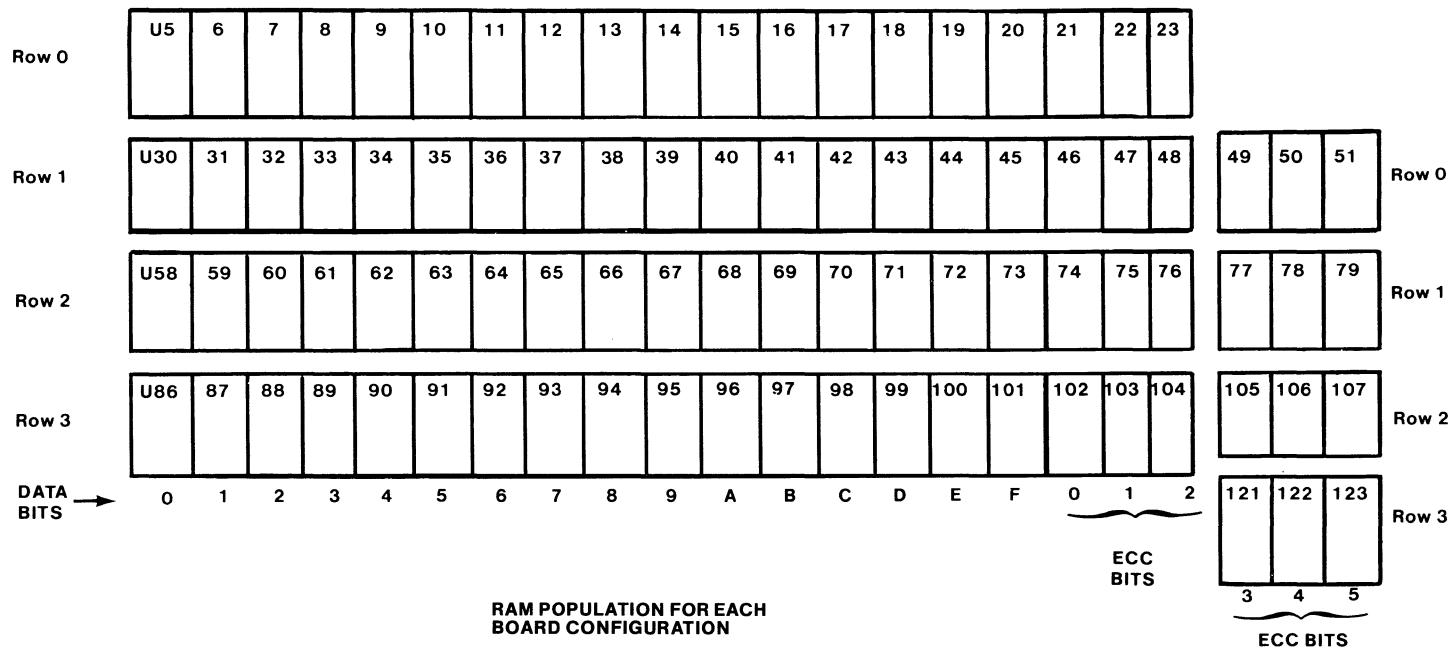 Row 0 U5 6 7 8 9 10 11 12 13 14 15 16 17 18 19 20 21 22 23
Row 1 U30 31 32 33 34 35 36 37 38 39 40 41 42 43 44 45 46 47 48
49 50 51 Row 0
Row 2 U58 59 60 61 62 63 64 65 66 67 68 69 70 71 72 73 74 75 76
77 78 79 Row 1
Row 3 U86 87 88 89 90 91 92 93 94 95 96 97 98 99 100 101 102 103 104
105 106 107 Row 2
DATA
BITS
0 1 2 3 4 5 6 7 8 9 A B C D E F 0 1 2
121 122 123 Row 3
ECC
BITS
3 4 5
ECC BITS
RAM POPULATION FOR EACH
BOARD CONFIGURATION